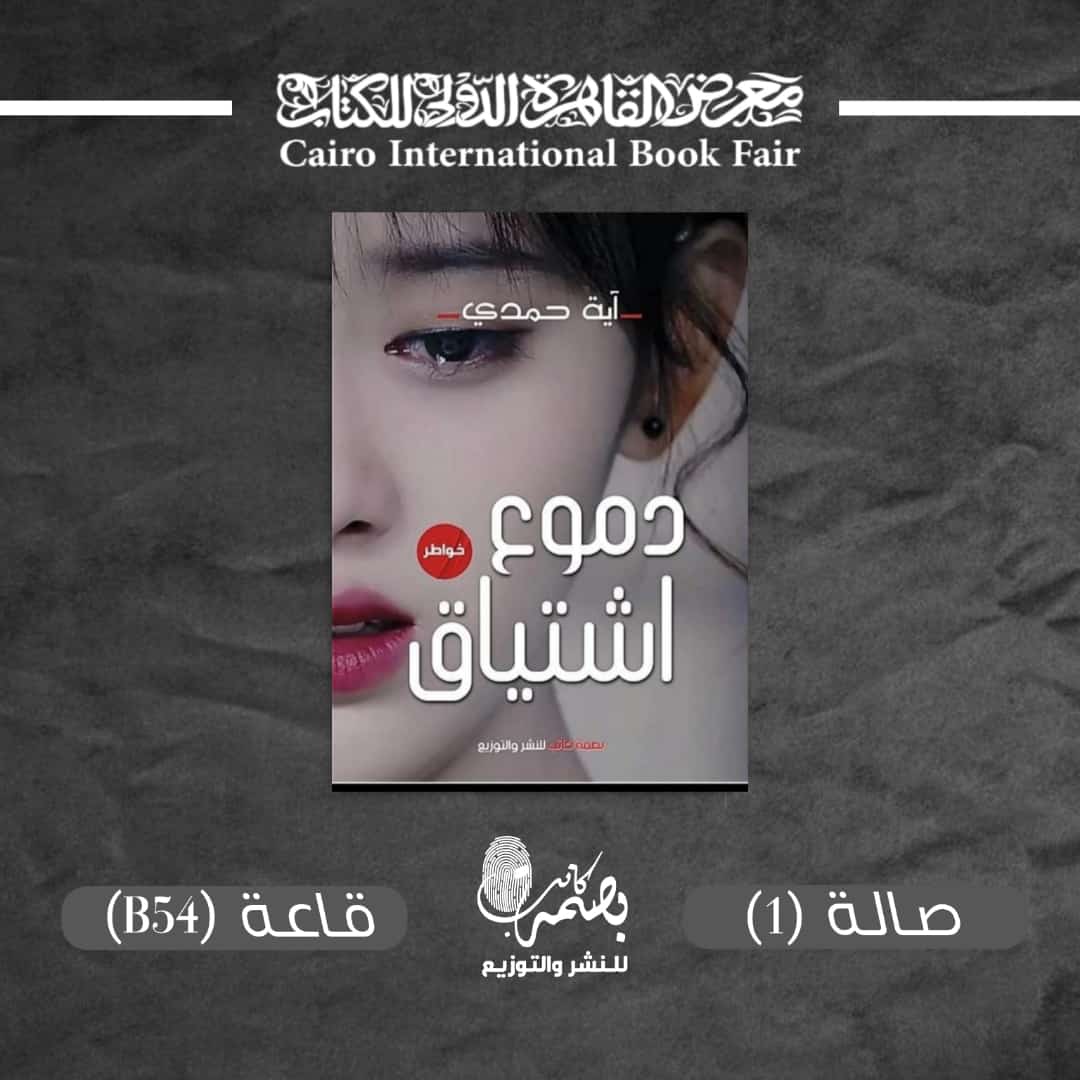 معرض القاهرة الدولي للكتاب
Cairo International Book Fair
آية حمدي
دموع
خواطر
اشتياق
بصمة كاتب للنشر والتوزيع
بصمة كاتب
للنشر والتوزيع
صالة (1)
قاعة (B54)